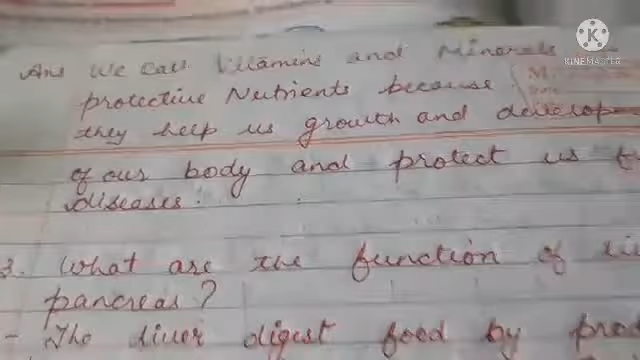 Ans We call Vitamins and Minerals
protective Nutrients because
they help us growth and develop
of our body and protect us
diseases.
3. What are the function of
pancreas?
- The liver digest food by
KINEMASTER